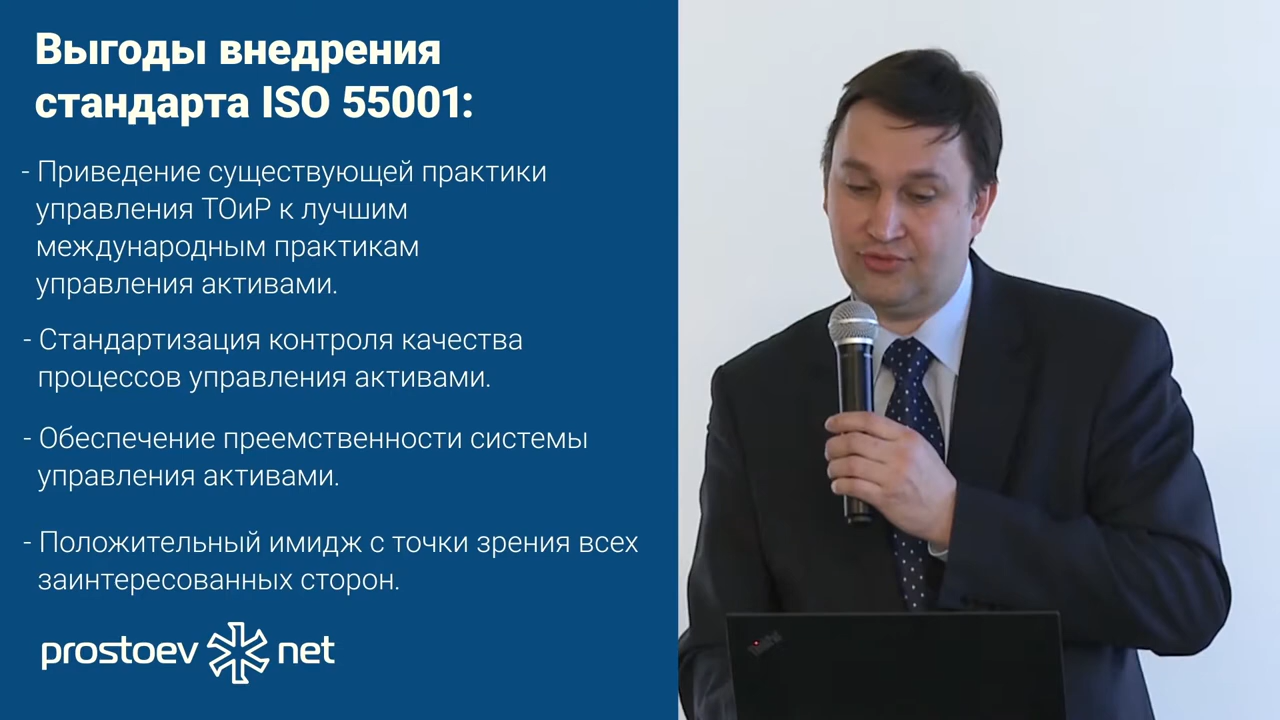 Выгоды внедрения
стандарта ISO 55001:
- Приведение существующей практики
управления ТОиР к лучшим
международным практикам
управления активами.
- Стандартизация контроля качества
процессов управления активами.
- Обеспечение преемственности системы
управления активами.
- Положительный имидж с точки зрения всех
заинтересованных сторон.
prostoev net